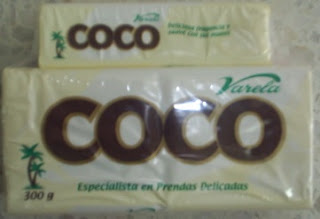 COCO
Varela
COCO
300 g
Especialista en Prendas Delicadas